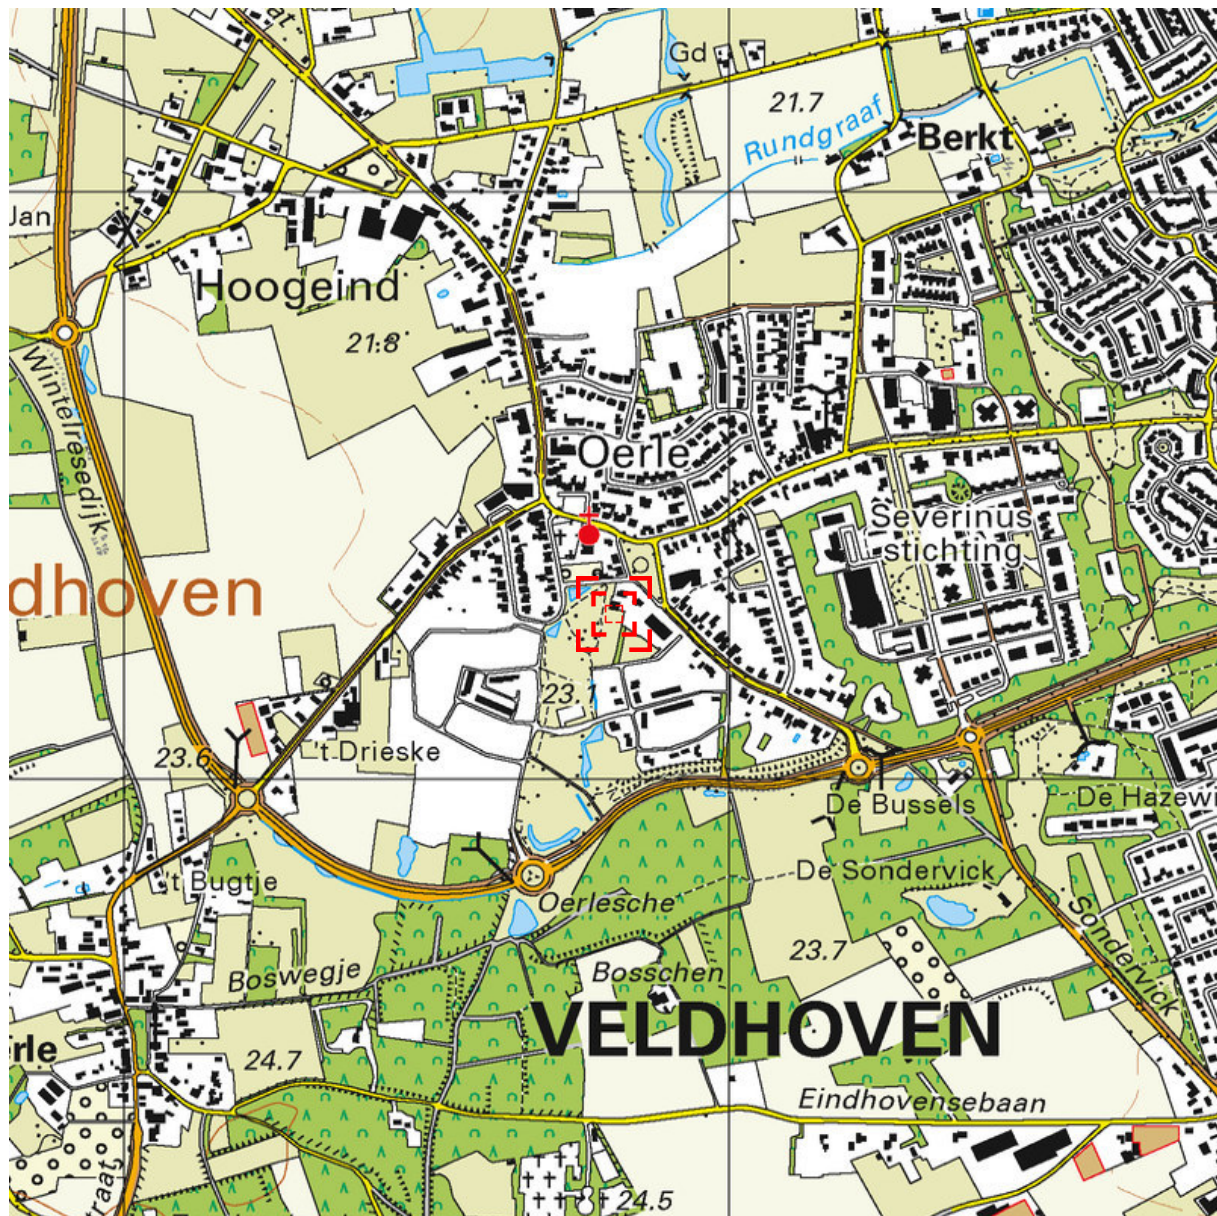 at
Gd
21.7
Rundgraaf
Berkt
Jan
Hoogeind
21.8
Wintelresedijk
Oerle
Severinus
stichting
dhoven
23.1
't Drieske
23.6
De Bussels
De Hazewi
't Bugtje
De Sondervick
Oerlesche
Sondervick
23.7
Boswegje
Bosschen
VELDHOVEN
rle
24.7
Eindhovensebaan
straat
24.5